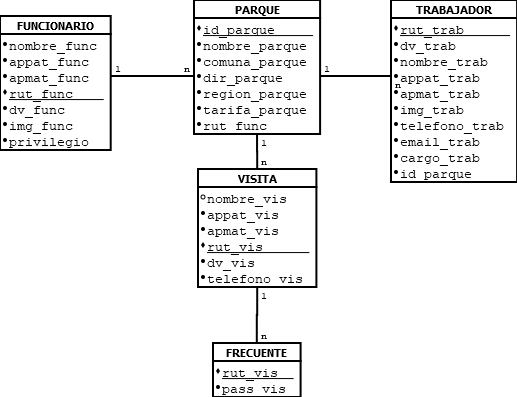 FUNCIONARIO
nombre_func
appat_func
apmat_func
rut_func
dv_func
img_func
privilegio
1
n
PARQUE
id_parque
nombre_parque
comuna_parque
dir_parque
region_parque
tarifa_parque
rut_func
1
n
TRABAJADOR
rut_trab
dv_trab
nombre_trab
appat_trab
apmat_trab
img_trab
telefono_trab
email_trab
cargo_trab
id_parque
1
n
VISITA
nombre_vis
appat_vis
apmat_vis
rut_vis
dv_vis
telefono_vis
1
n
FRECUENTE
rut_vis
pass_vis